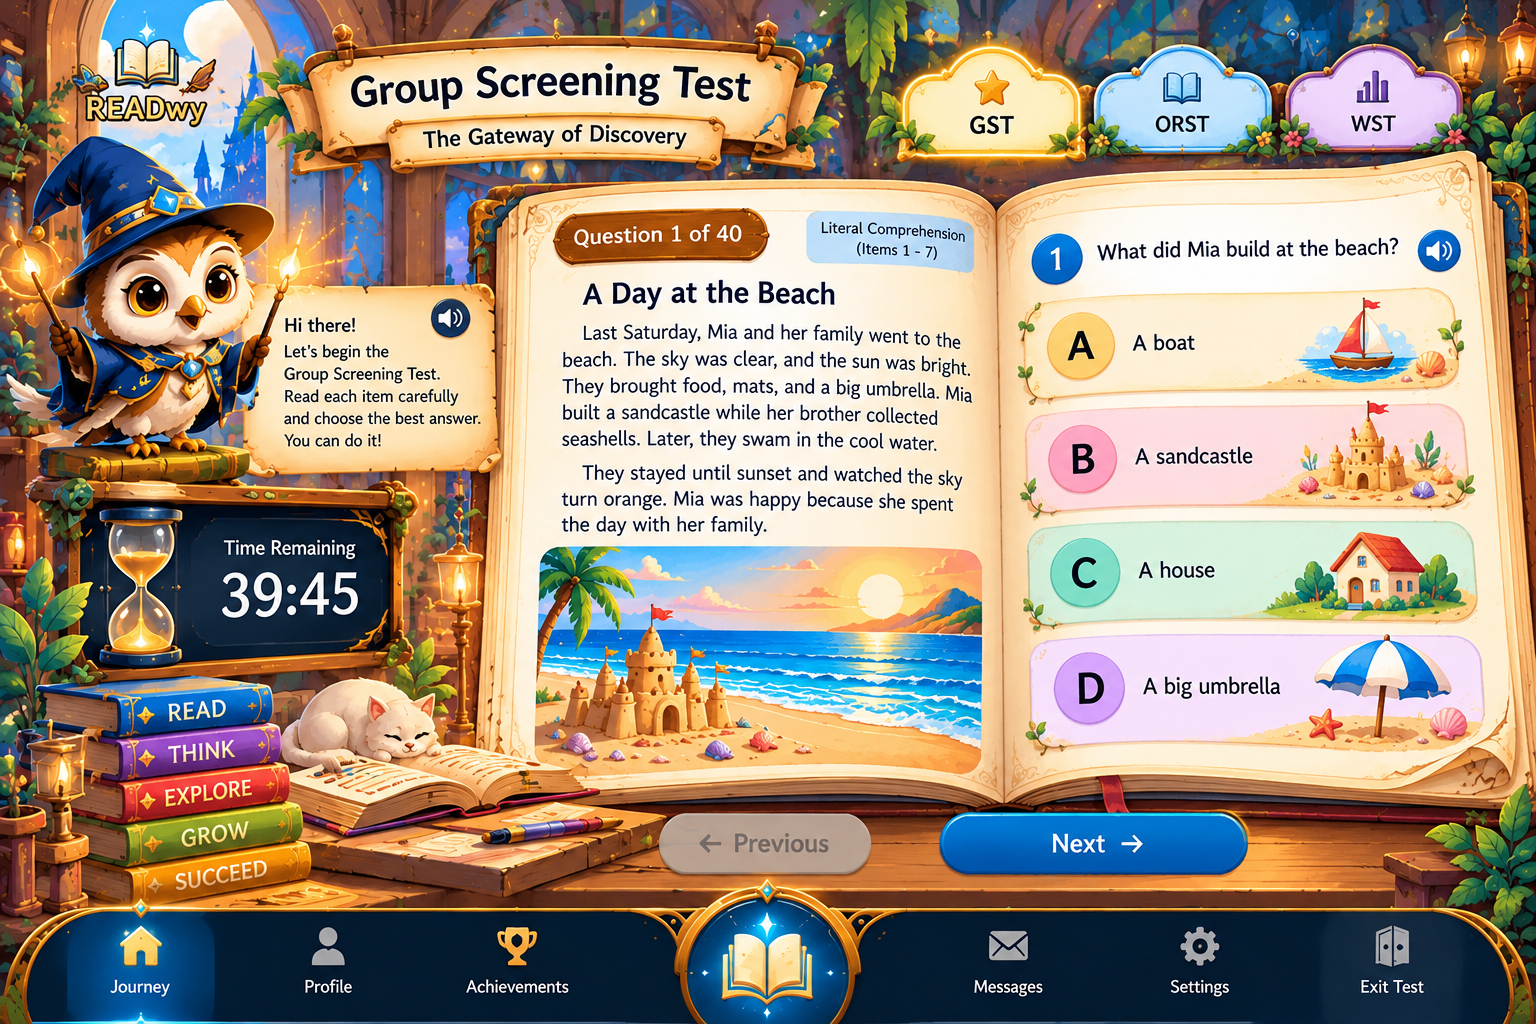 READwy
Group Screening Test
The Gateway of Discovery
GST
ORST
WST
Hi there!
Let's begin the
Group Screening Test.
Read each item carefully
and choose the best answer.
You can do it!
Time Remaining
39:45
READ
THINK
EXPLORE
GROW
SUCCEED
Question 1 of 40
Literal Comprehension
(Items 1 - 7)
A Day at the Beach
Last Saturday, Mia and her family went to the
beach. The sky was clear, and the sun was bright.
They brought food, mats, and a big umbrella. Mia
built a sandcastle while her brother collected
seashells. Later, they swam in the cool water.
They stayed until sunset and watched the sky
turn orange. Mia was happy because she spent
the day with her family.
1 What did Mia build at the beach?
A A boat
B A sandcastle
C A house
D A big umbrella
← Previous
Next →
Journey
Profile
Achievements
Messages
Settings
Exit Test